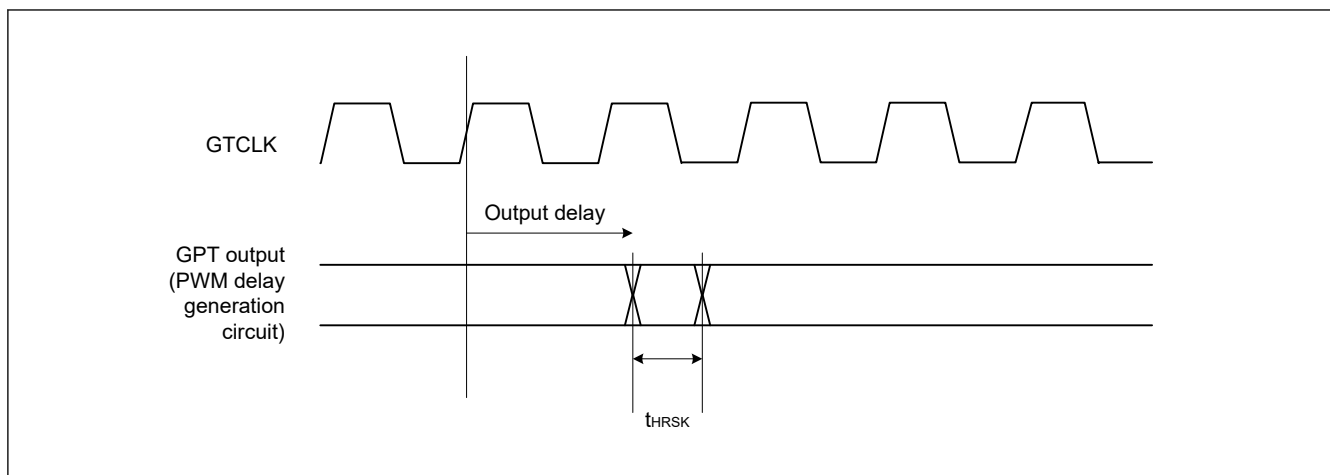 GTCLK
Output delay
GPT output
(PWM delay
generation
circuit)
tHRSK